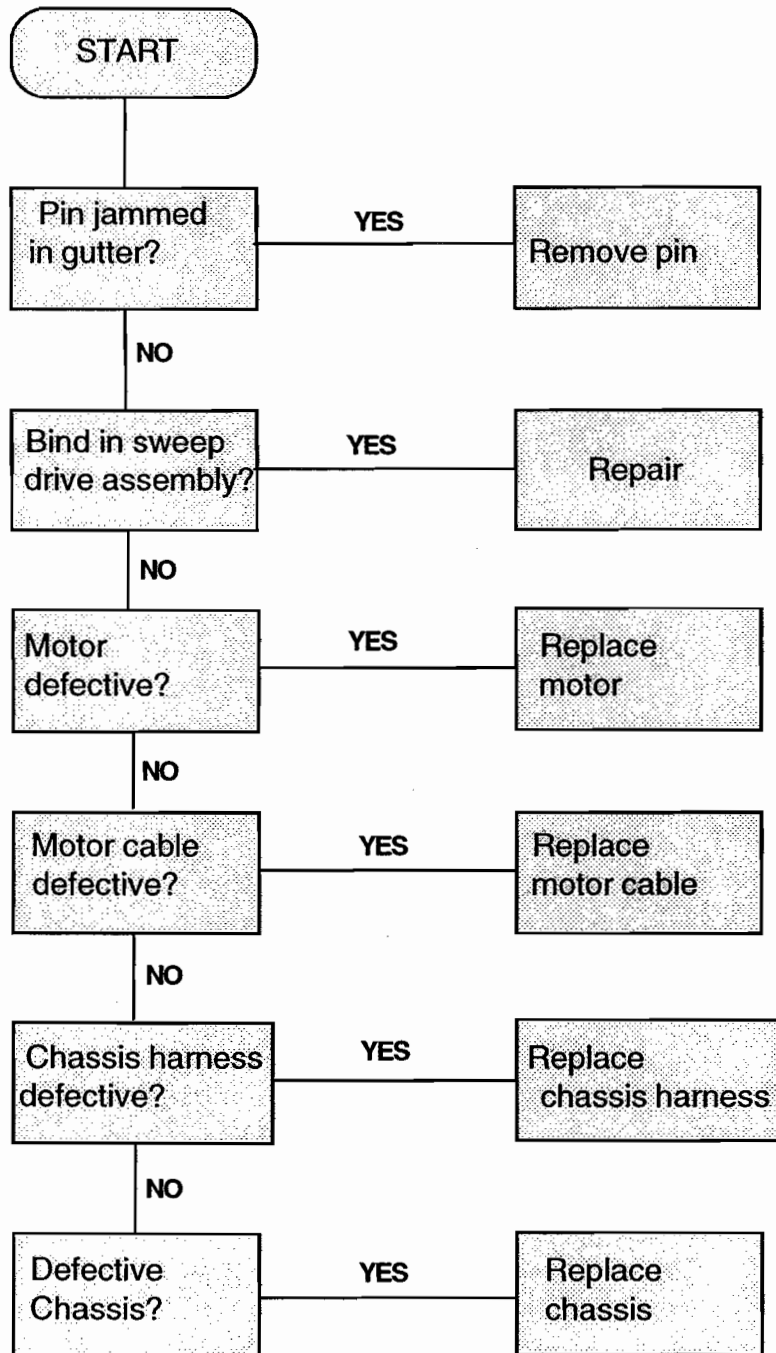 START
Pin jammed
in gutter?
YES
Remove pin
NO
Bind in sweep
drive assembly?
YES
Repair
NO
Motor
defective?
YES
Replace
motor
NO
Motor cable
defective?
YES
Replace
motor cable
NO
Chassis harness
defective?
YES
Replace
chassis harness
NO
Defective
Chassis?
YES
Replace
chassis